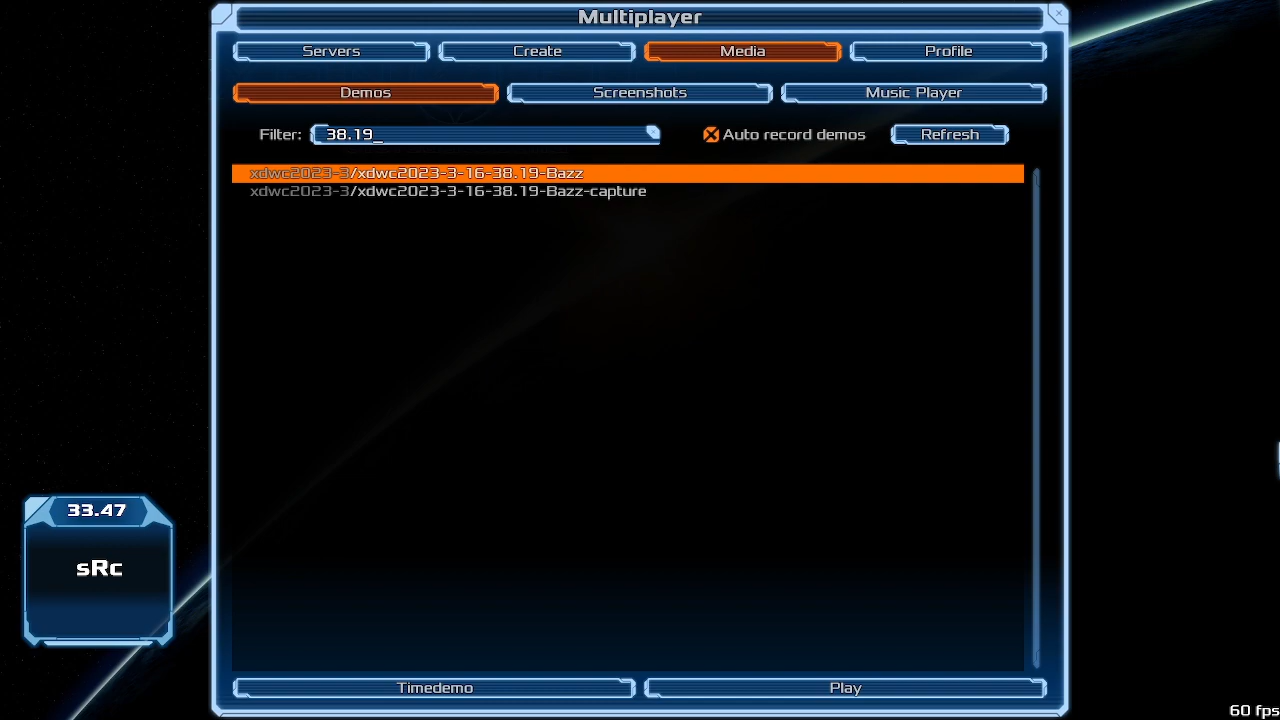 Multiplayer
Servers Create Media Profile
Demos Screenshots Music Player
Filter: 38.19_ Auto record demos Refresh
xdwc2023-3/xdwc2023-3-16-38.19-Bazz
xdwc2023-3/xdwc2023-3-16-38.19-Bazz-capture
33.47
sRc
Timedemo Play
60 fps